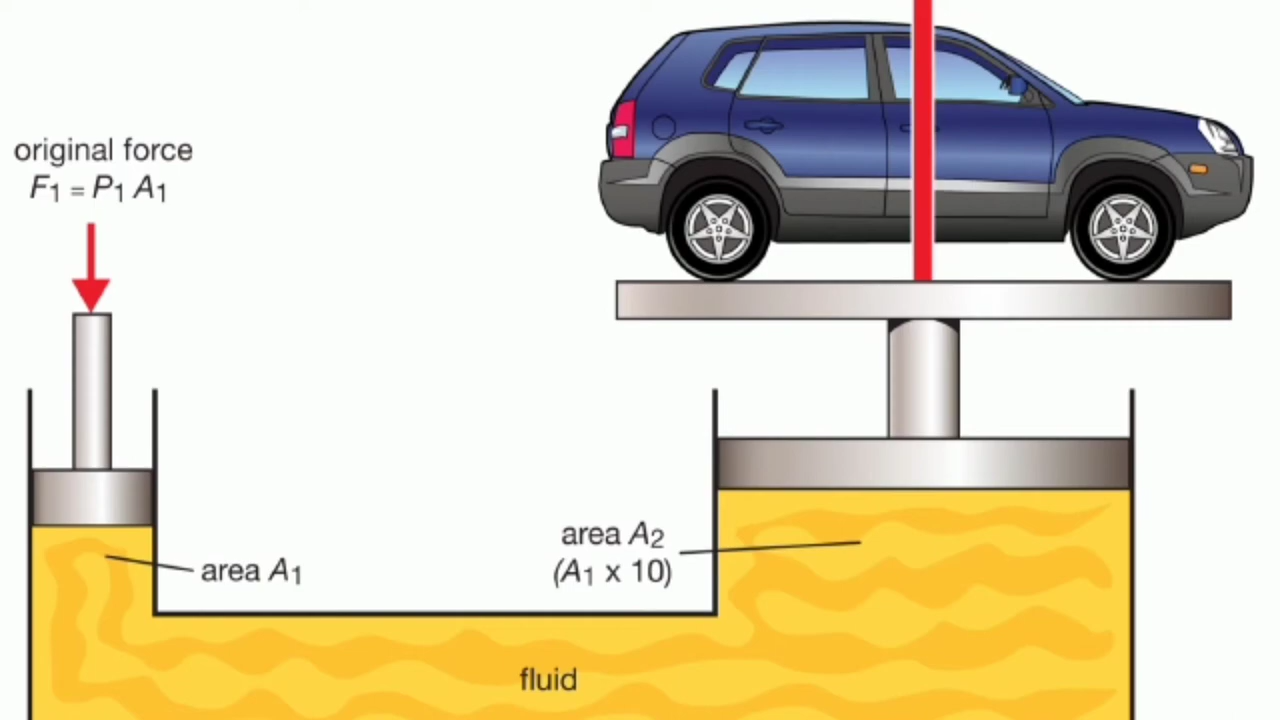 original force
F₁ = P₁ A₁
area A₁
area A₂
(A₁ x 10)
fluid